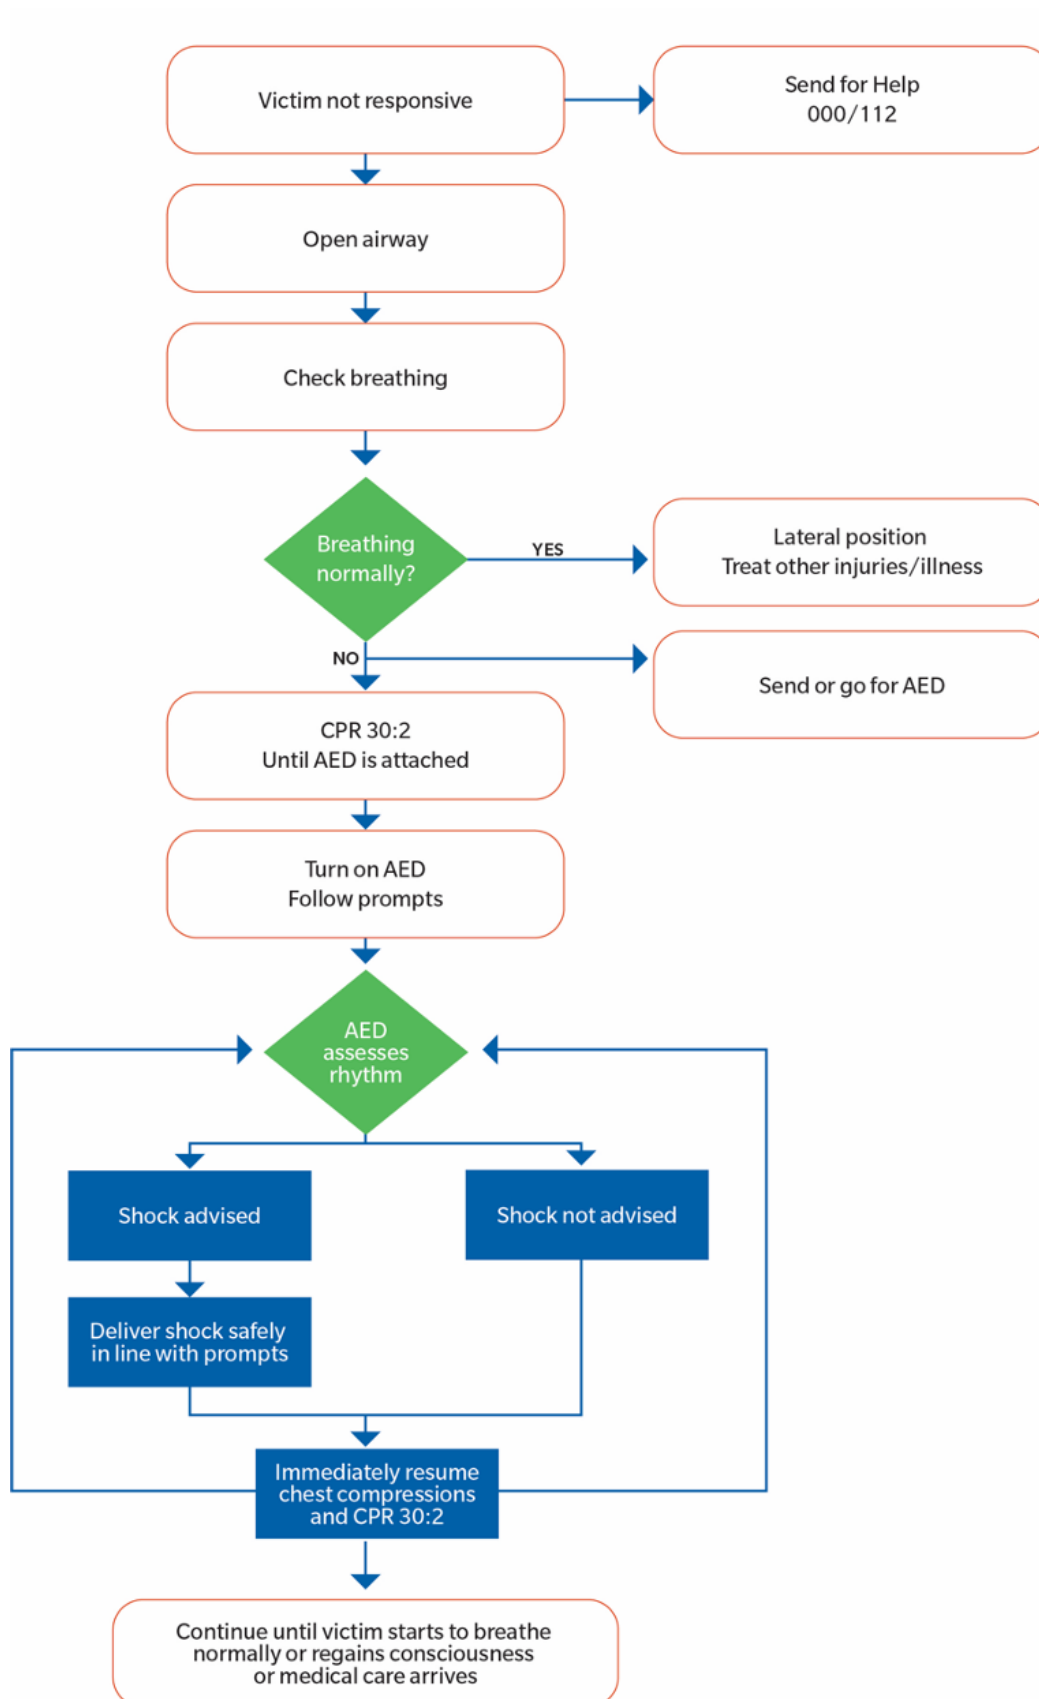 Victim not responsive
Send for Help
000/112
Open airway
Check breathing
Breathing
normally?
YES
Lateral position
Treat other injuries/illness
NO
Send or go for AED
CPR 30:2
Until AED is attached
Turn on AED
Follow prompts
AED
assesses
rhythm
Shock advised
Shock not advised
Deliver shock safely
in line with prompts
Immediately resume
chest compressions
and CPR 30:2
Continue until victim starts to breathe
normally or regains consciousness
or medical care arrives